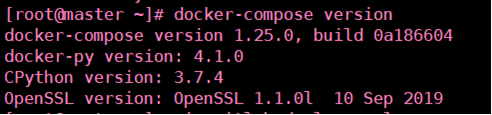 [root@master ~]# docker-compose version
docker-compose version 1.25.0, build 0a186604
docker-py version: 4.1.0
CPython version: 3.7.4
OpenSSL version: OpenSSL 1.1.0l  10 Sep 2019